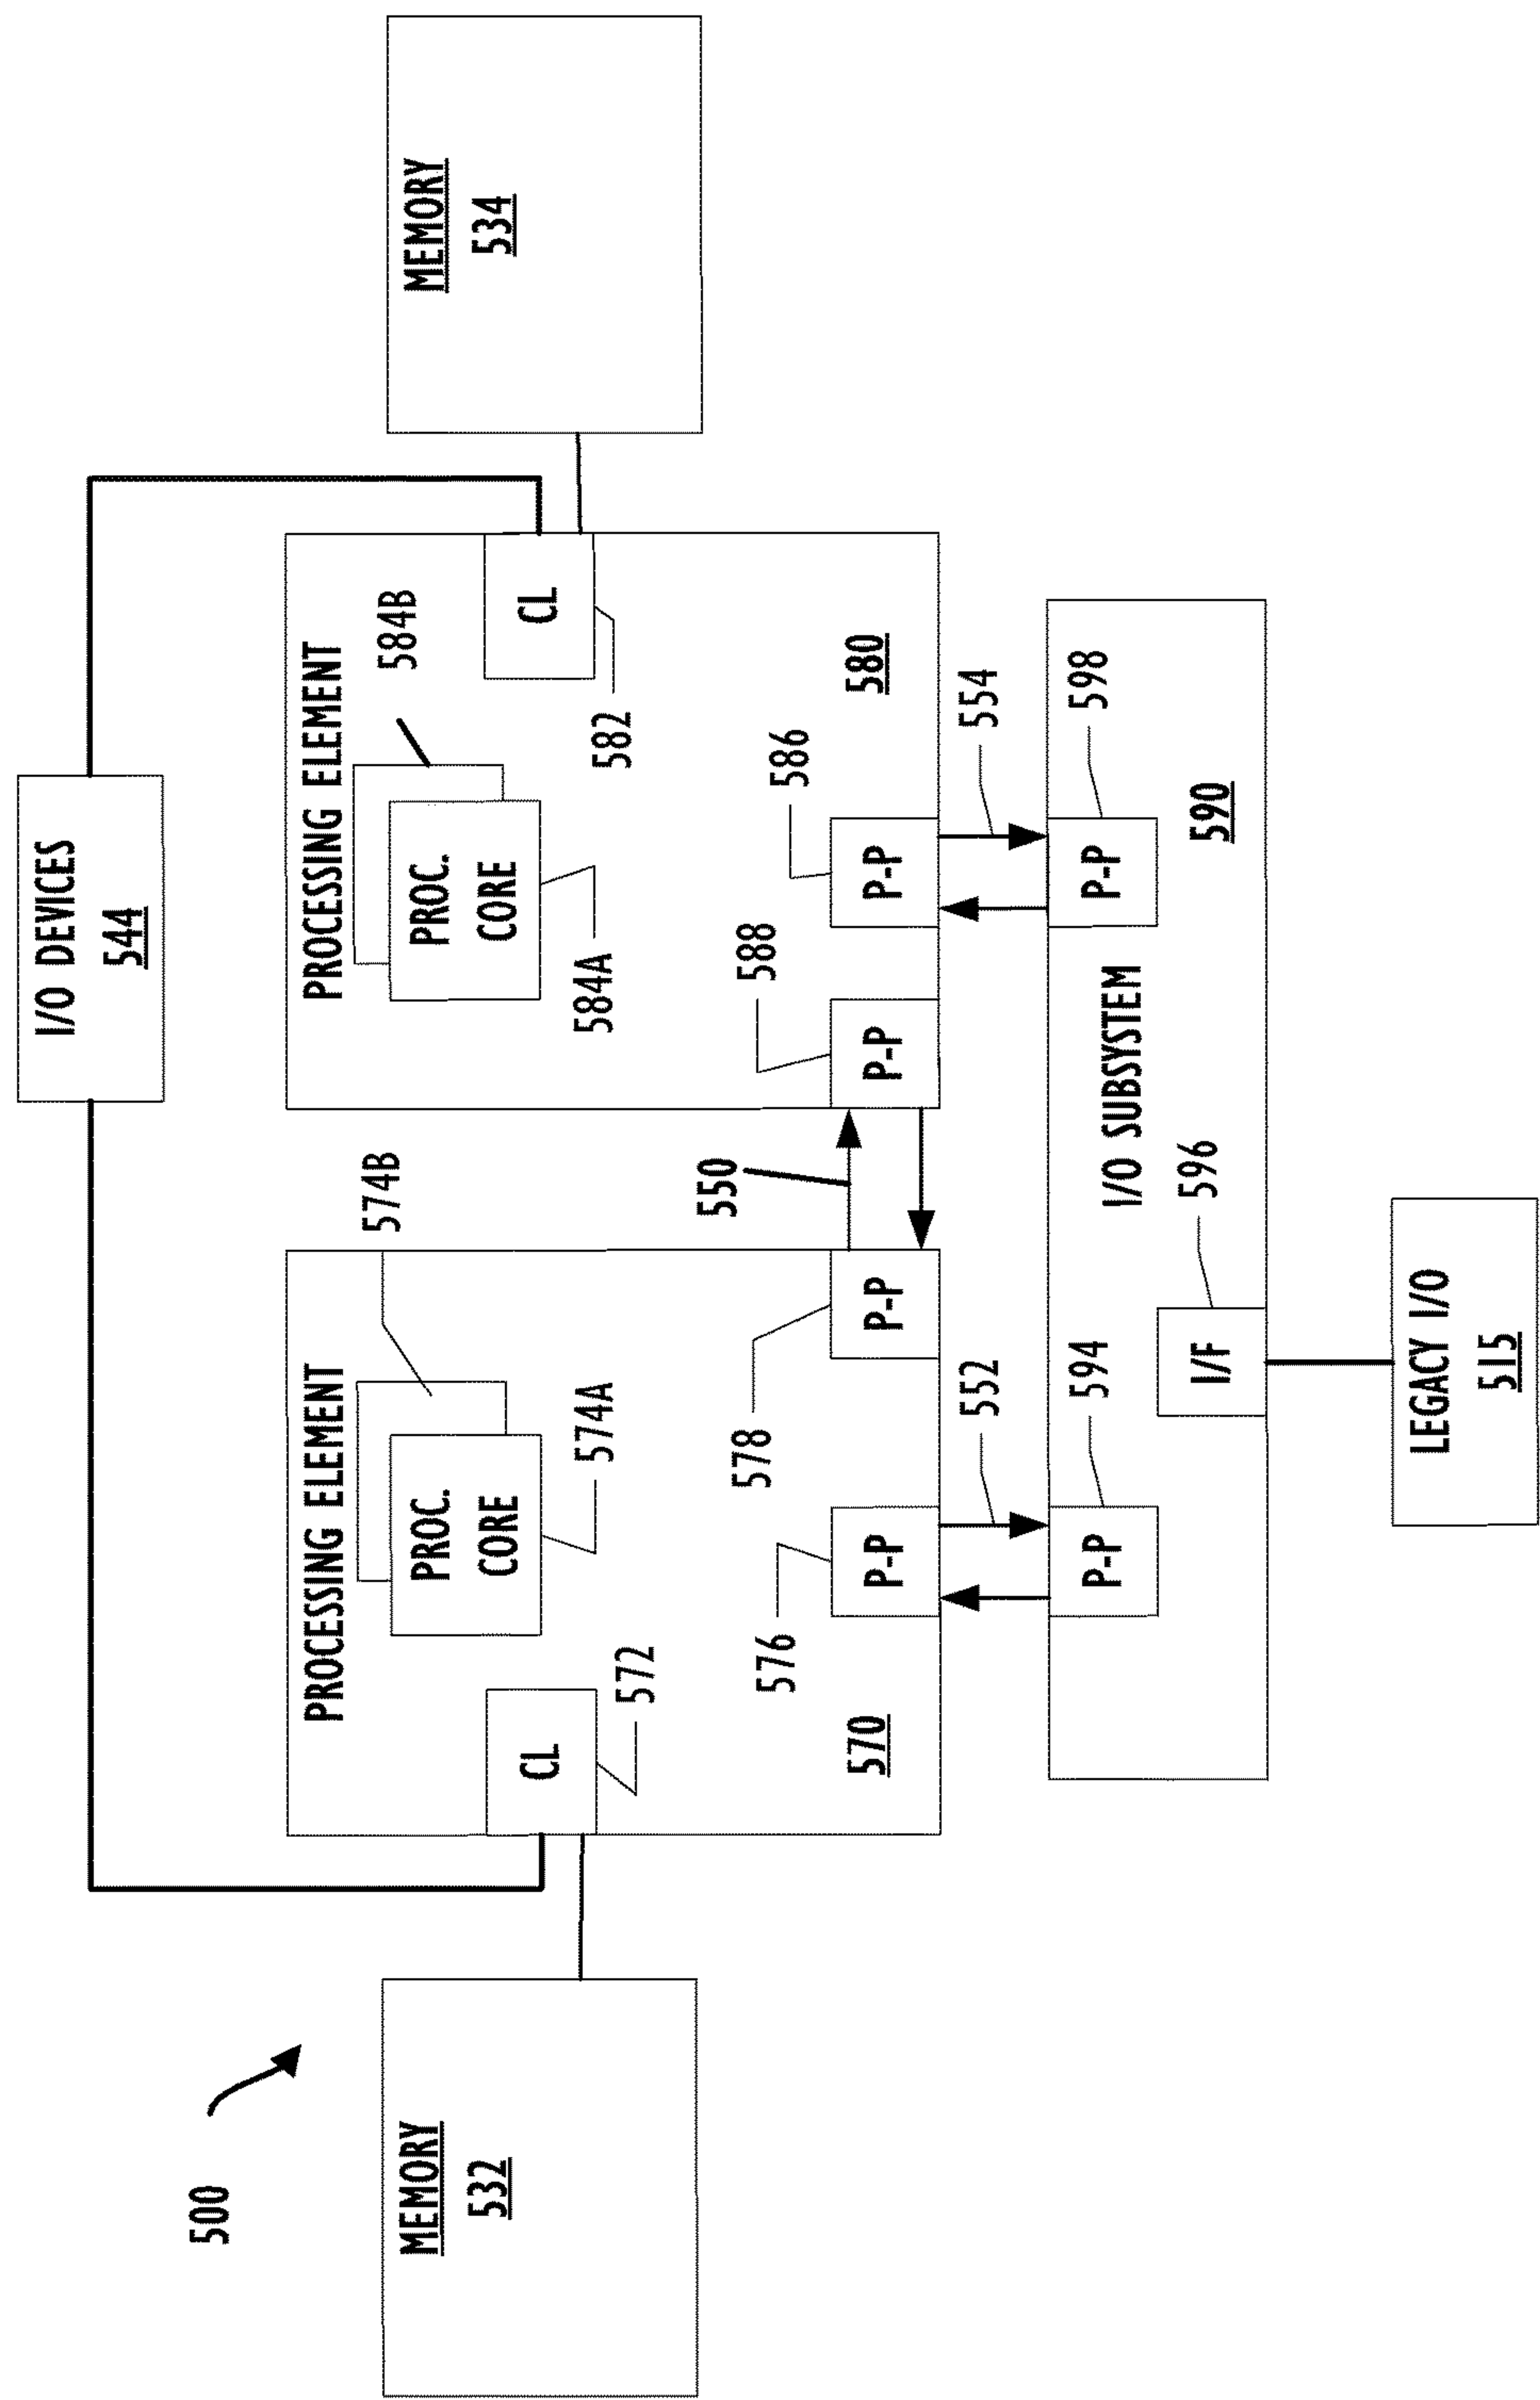 500
I/O DEVICES
544
MEMORY
532
MEMORY
534
PROCESSING ELEMENT
574B
PROC.
CORE
574A
CL
572
578
P-P
576
P-P
570
550
PROCESSING ELEMENT
584B
PROC.
CORE
584A
CL
582
588
P-P
586
P-P
580
552
554
594
P-P
598
P-P
I/O SUBSYSTEM
590
596
I/F
LEGACY I/O
515